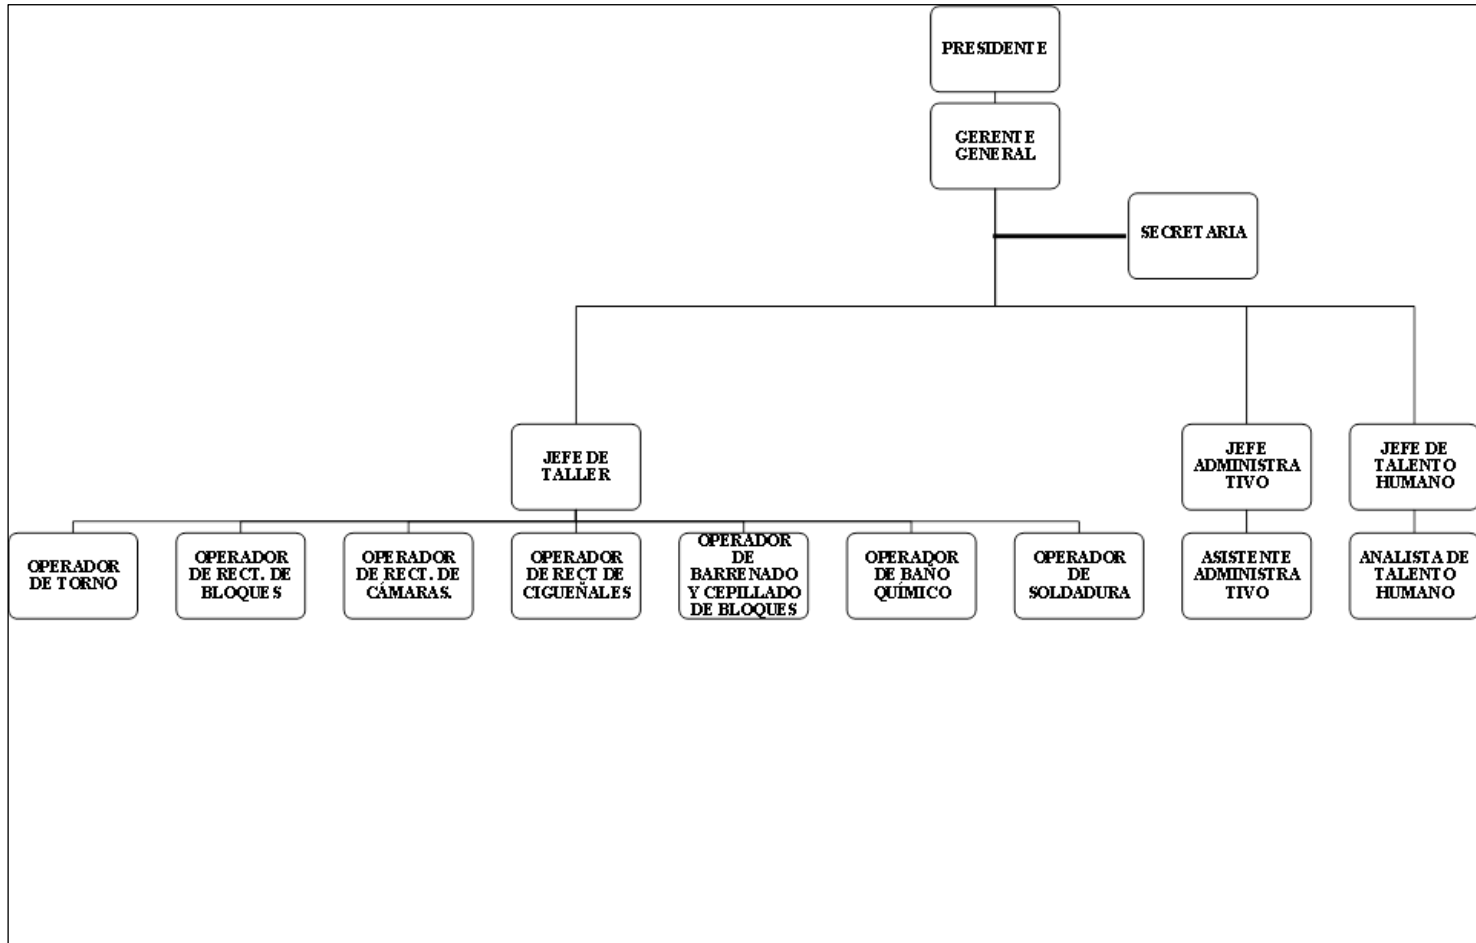 PRESIDENTE
GERENTE
GENERAL
SECRETARIA
JEFE DE
TALLER
JEFE
ADMINISTRA
TIVO
JEFE DE
TALENTO
HUMANO
OPERADOR
DE TORNO
OPERADOR
DE RECT. DE
BLOQUES
OPERADOR
DE RECT. DE
CÁMARAS.
OPERADOR
DE RECT DE
CIGUEÑALES
OPERADOR
DE
BARRENADO
Y CEPILLADO
DE BLOQUES
OPERADOR
DE BAÑO
QUÍMICO
OPERADOR
DE
SOLDADURA
ASISTENTE
ADMINISTRA
TIVO
ANALISTA DE
TALENTO
HUMANO